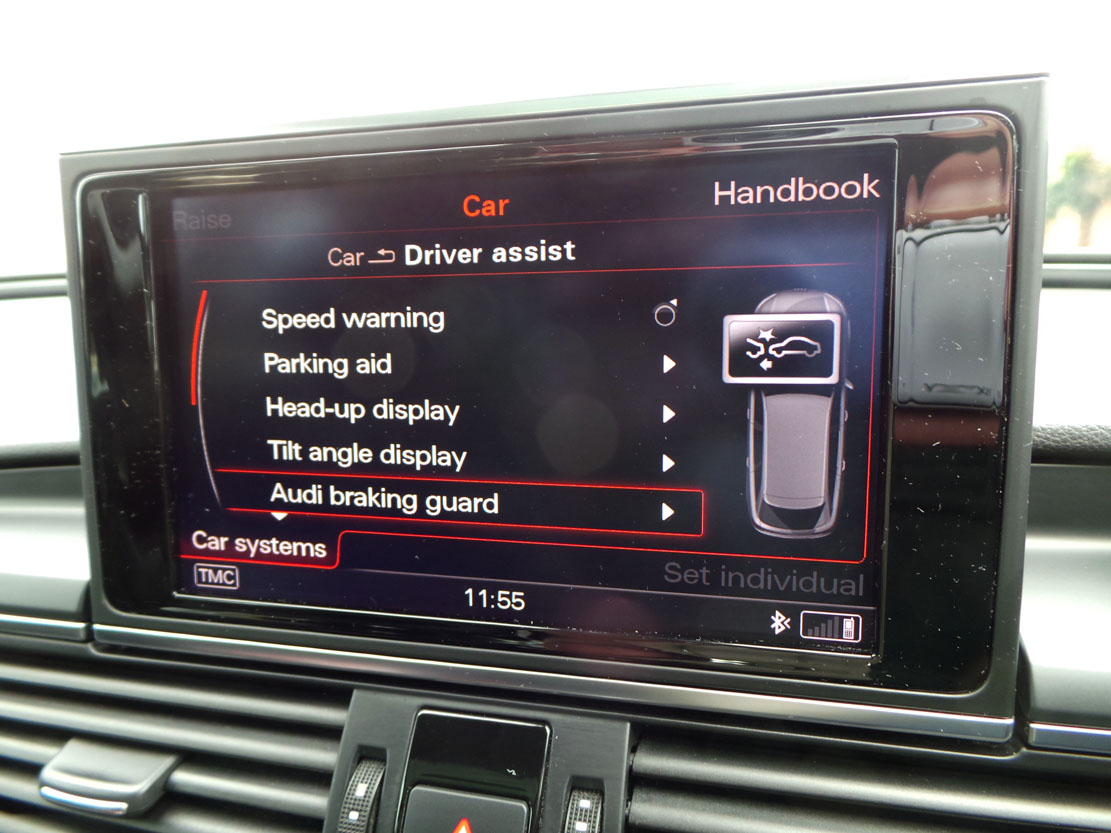 Raise
Car
Handbook
Car Driver assist
Speed warning
Parking aid
Head-up display
Tilt angle display
Audi braking guard
Car systems
Set individual
TMC
11:55